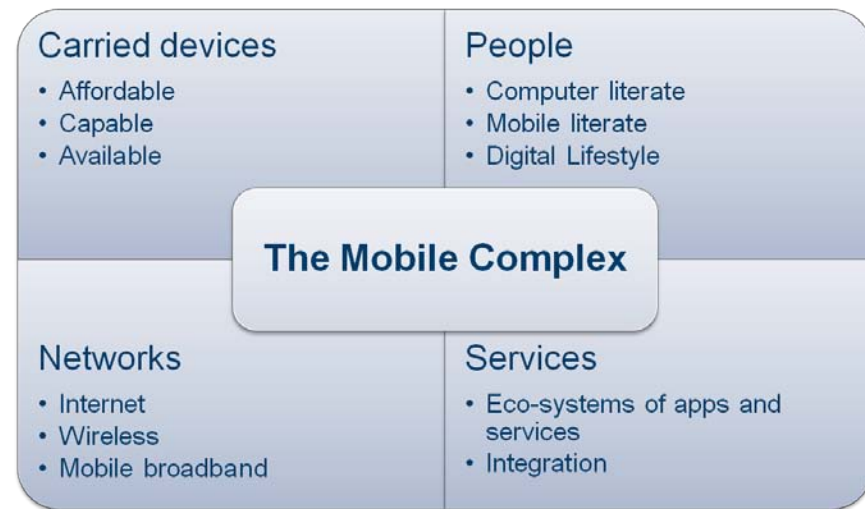 Carried devices
• Affordable
• Capable
• Available
People
• Computer literate
• Mobile literate
• Digital Lifestyle
The Mobile Complex
Networks
• Internet
• Wireless
• Mobile broadband
Services
• Eco-systems of apps and
services
• Integration